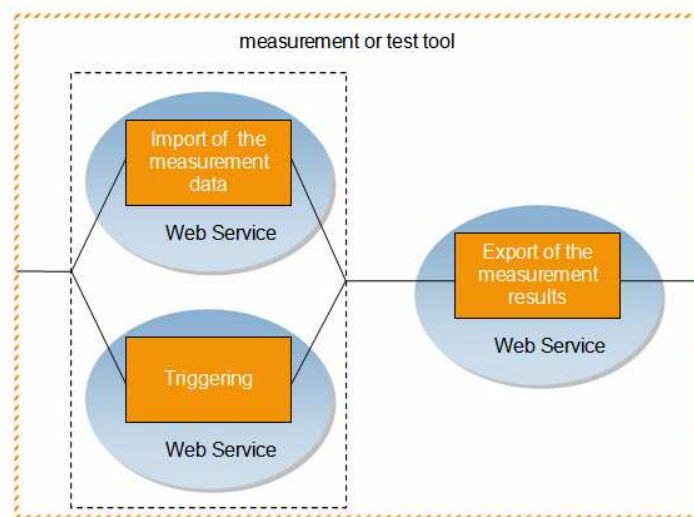 measurement or test tool
Import of the
measurement
data
Web Service
Export of the
measurement
results
Web Service
Triggering
Web Service